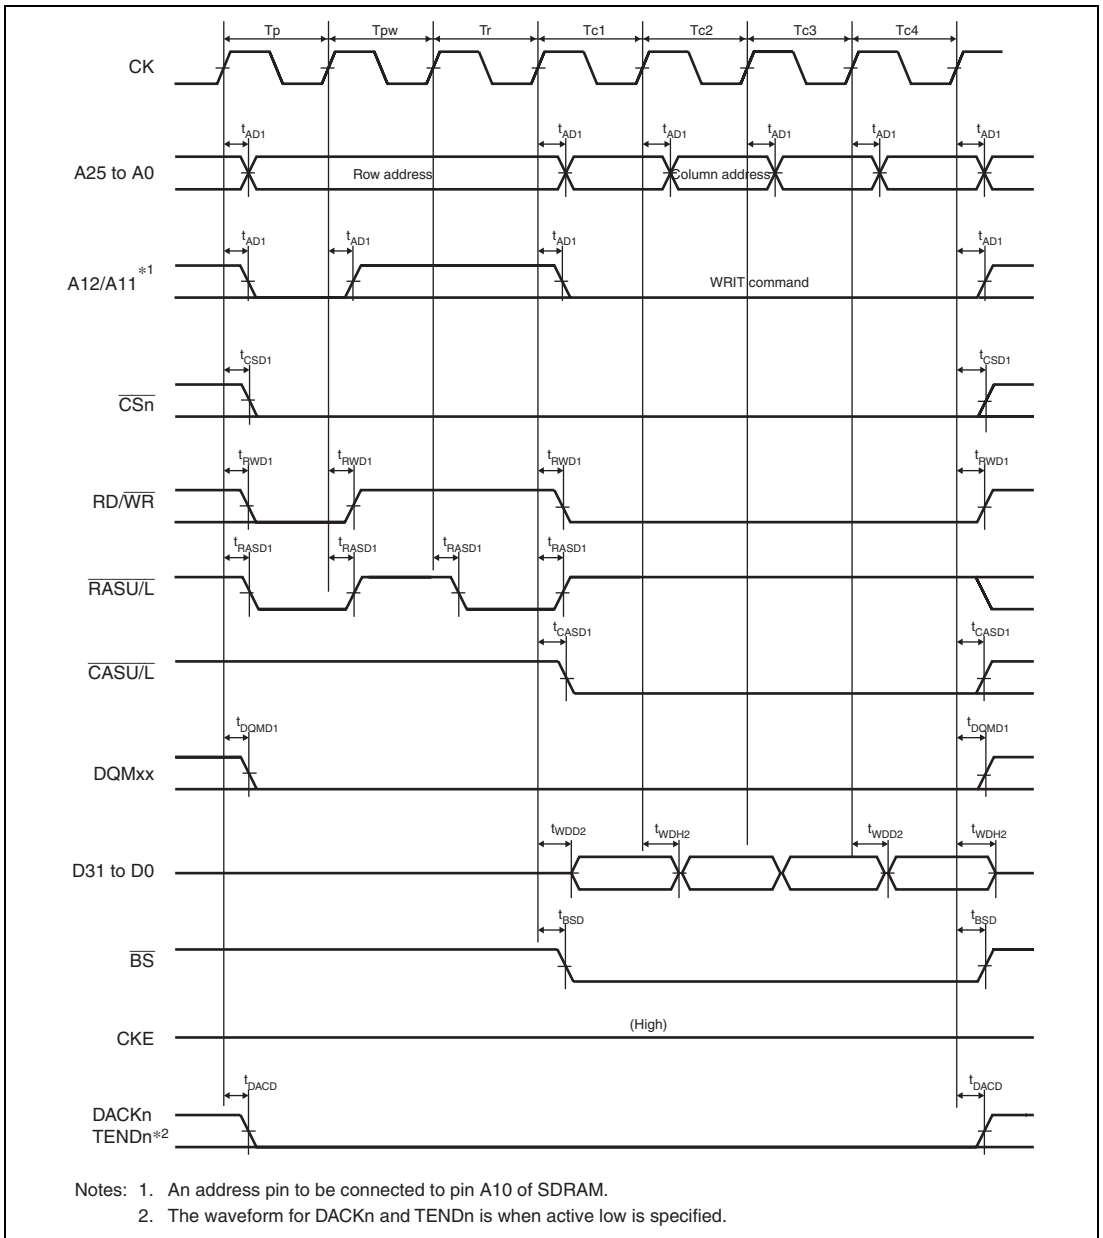 Tp Tpw Tr Tc1 Tc2 Tc3 Tc4
CK
tAD1 tAD1 tAD1 tAD1 tAD1 tAD1
A25 to A0 Row address Column address
tAD1 tAD1 tAD1 tAD1
A12/A11*1 WRIT command
tCSD1 tCSD1
CSn
tRWD1 tRWD1 tRWD1 tRWD1
RD/WR
tRASD1 tRASD1 tRASD1 tRASD1
RASU/L
tCASD1 tCASD1
CASU/L
tDQMD1 tDQMD1
DQMxx
tWDD2 tWDH2 tWDD2 tWDH2
D31 to D0
tBSD tBSD
BS
(High)
CKE
tDACD tDACD
DACKn
TENDn*2
Notes: 1. An address pin to be connected to pin A10 of SDRAM.
2. The waveform for DACKn and TENDn is when active low is specified.